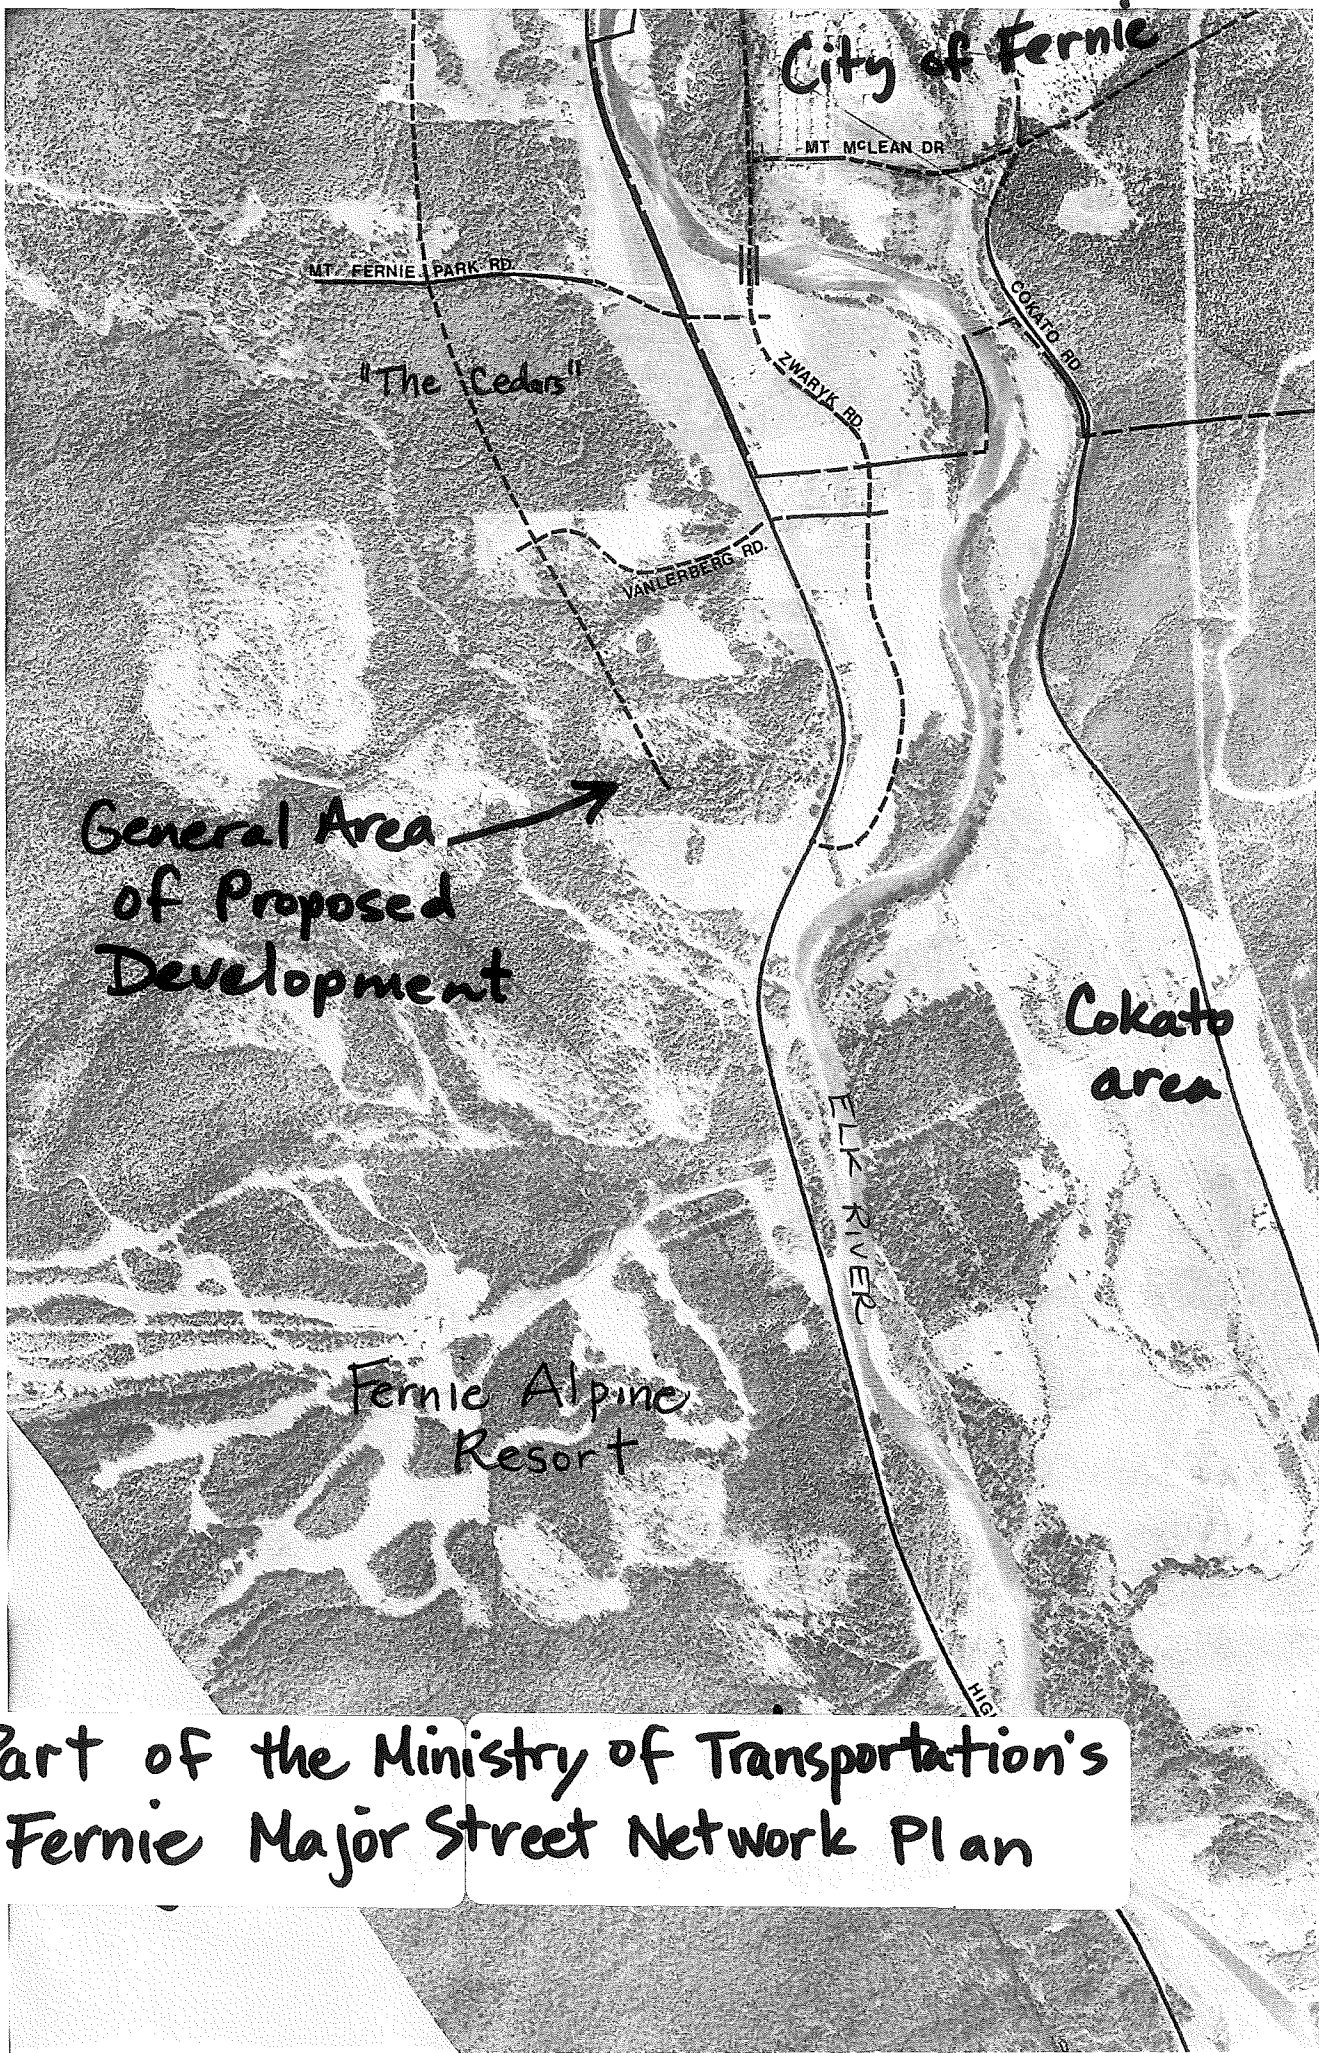 City of Fernie
MT McLEAN DR
MT. FERNIE PARK RD.
COKATO RD
"The Cedars"
ZWARYK RD.
VANLERBERG RD.
General Area
of Proposed
Development
Cokato
area
ELK RIVER
Fernie Alpine
Resort
HIG
Part of the Ministry of Transportation's
Fernie Major Street Network Plan